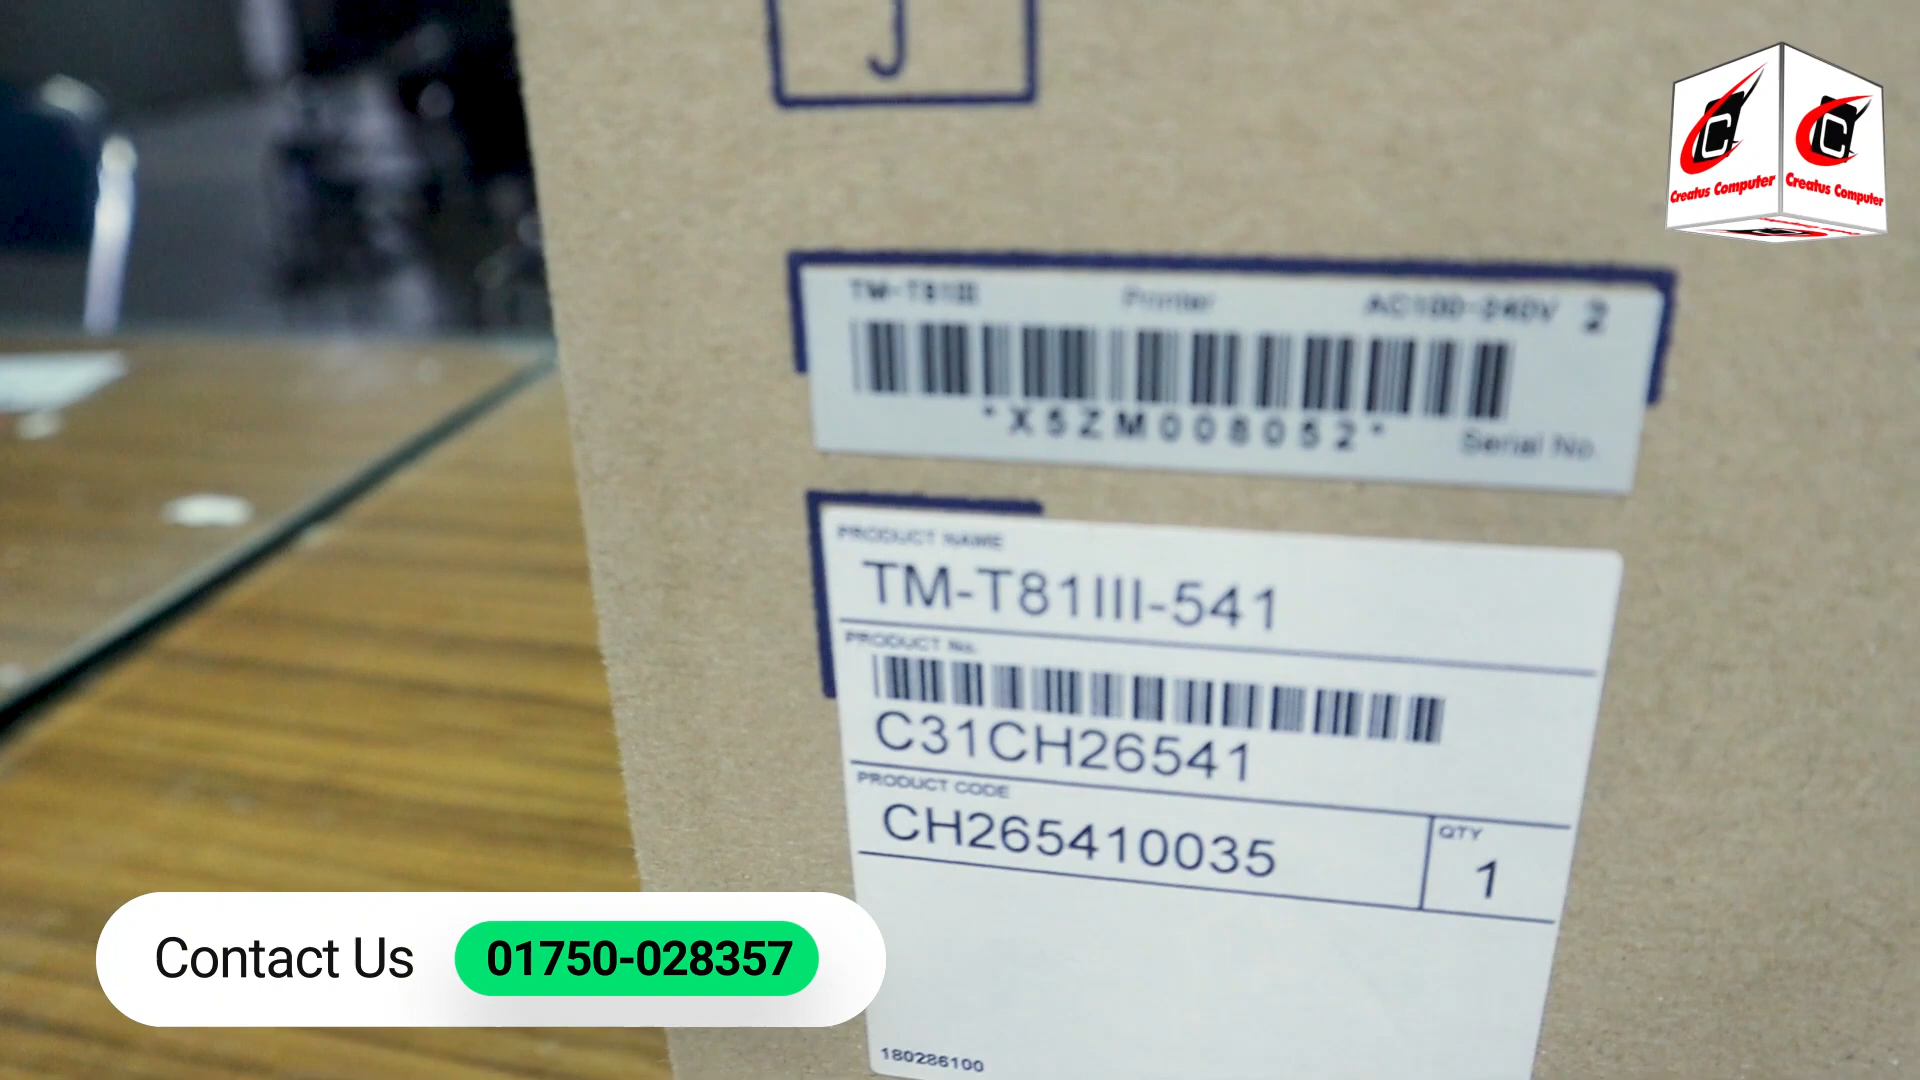 J
Creatus Computer
Creatus Computer
TM-T81III Printer AC100-240V 2
*X5ZM008052*
Serial No.
PRODUCT NAME
TM-T81III-541
PRODUCT No.
C31CH26541
PRODUCT CODE
CH265410035
QTY
1
Contact Us 01750-028357
180286100